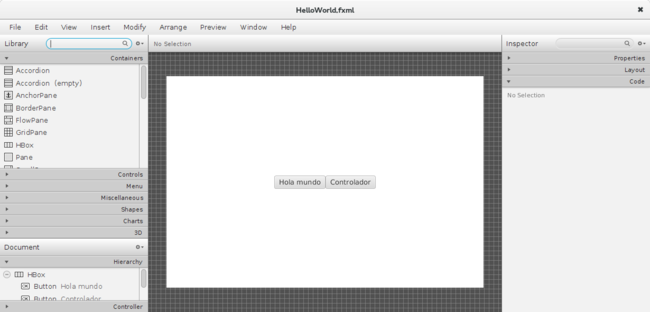 HelloWorld.fxml
File Edit View Insert Modify Arrange Preview Window Help
Library
Containers
Accordion
Accordion (empty)
AnchorPane
BorderPane
FlowPane
GridPane
HBox
Pane
Controls
Menu
Miscellaneous
Shapes
Charts
3D
Document
Hierarchy
HBox
Button Hola mundo
Button Controlador
Controller
No Selection
Hola mundo Controlador
Inspector
Properties
Layout
Code
No Selection